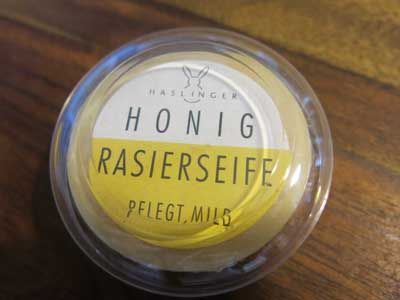 HASLINGER
HONIG
RASIERSEIFE
PFLEGT, MILD